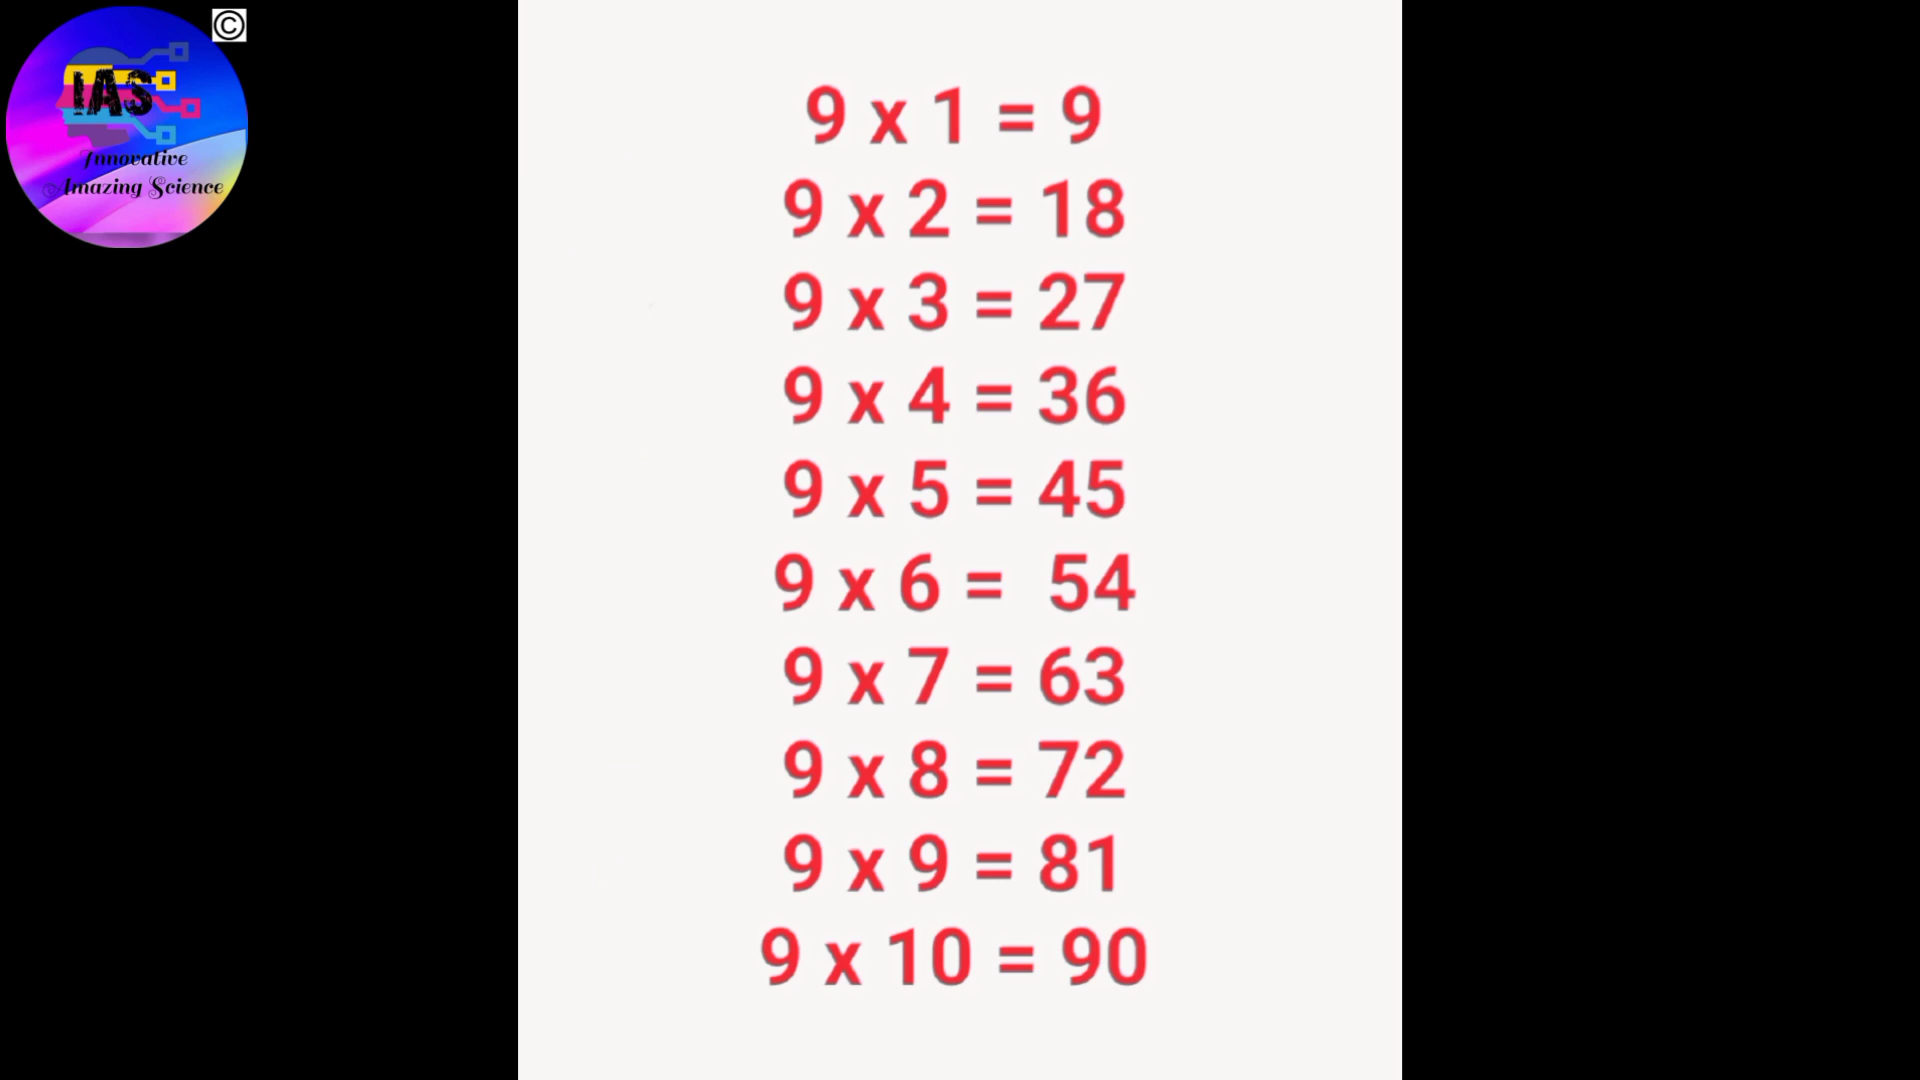 ©
IAS
Innovative
Amazing Science
9 x 1 = 9
9 x 2 = 18
9 x 3 = 27
9 x 4 = 36
9 x 5 = 45
9 x 6 = 54
9 x 7 = 63
9 x 8 = 72
9 x 9 = 81
9 x 10 = 90